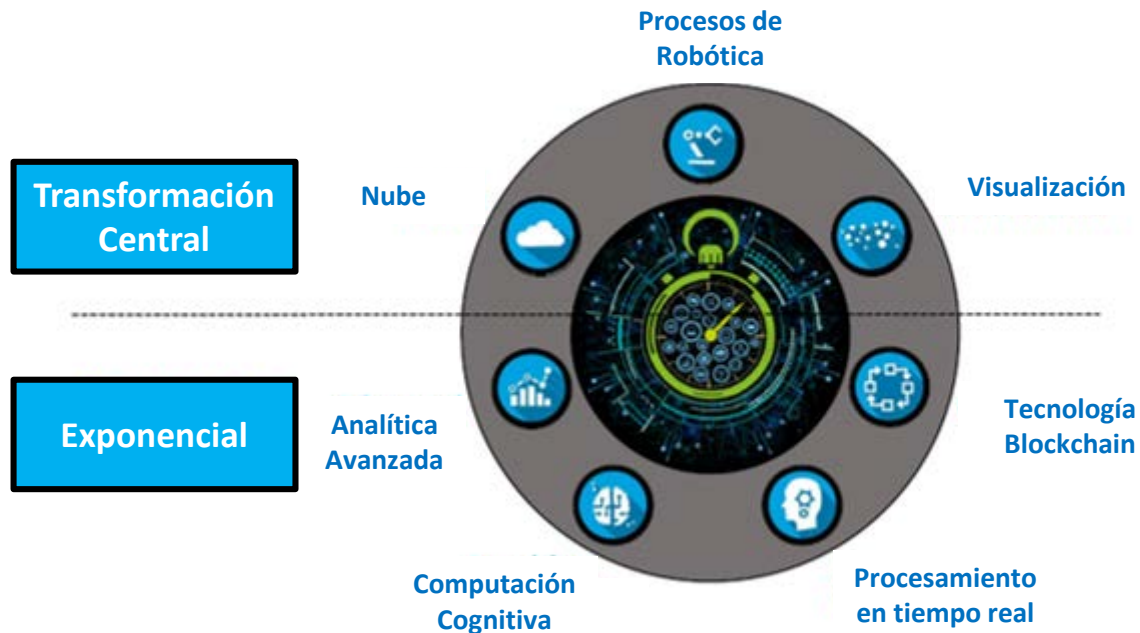 Procesos de
Robótica
Transformación
Central
Nube
Visualización
Exponencial
Analítica
Avanzada
Tecnología
Blockchain
Computación
Cognitiva
Procesamiento
en tiempo real